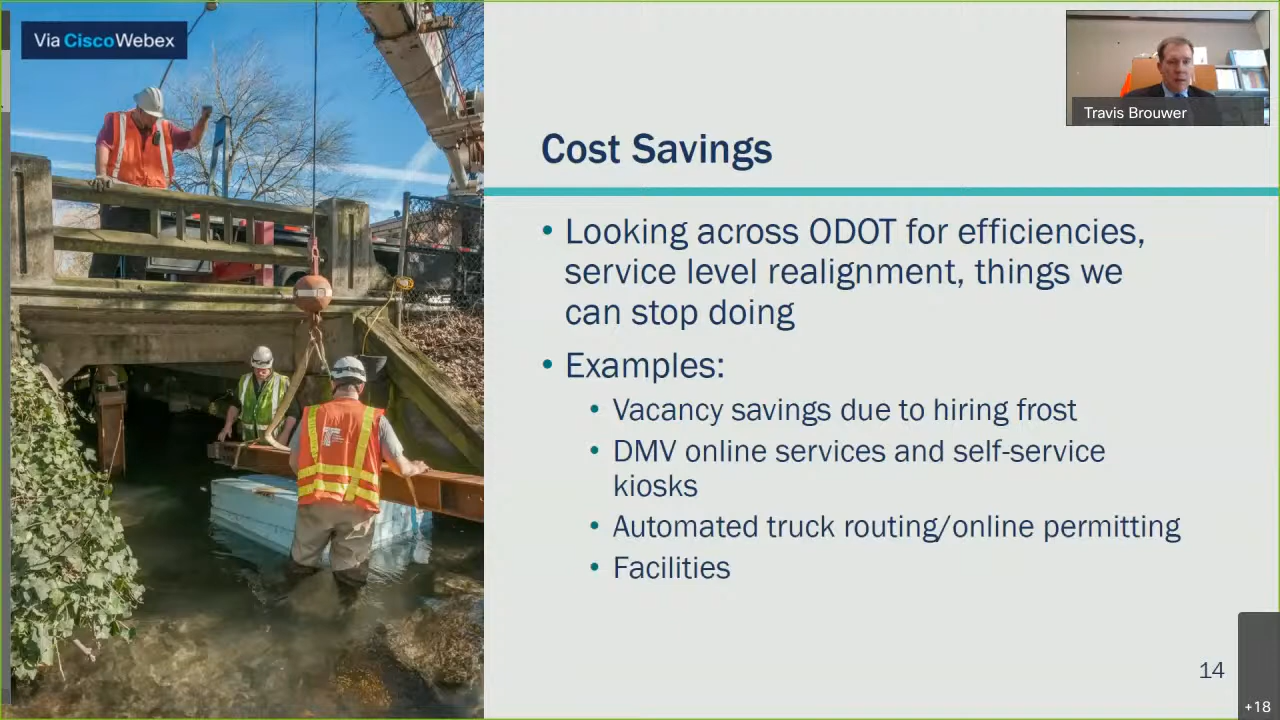 Via CiscoWebex
Travis Brouwer
Cost Savings
• Looking across ODOT for efficiencies,
service level realignment, things we
can stop doing
• Examples:
• Vacancy savings due to hiring frost
• DMV online services and self-service
kiosks
• Automated truck routing/online permitting
• Facilities
14
+18